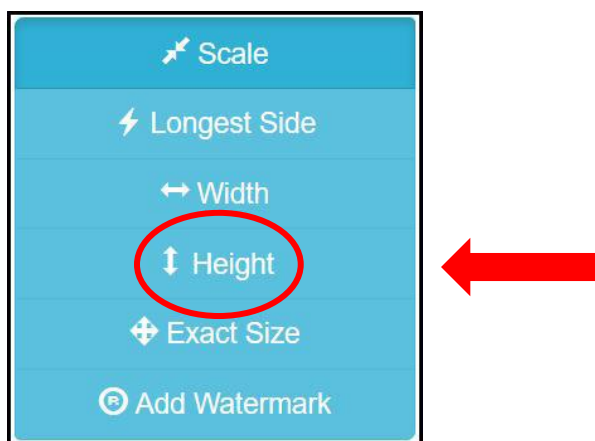 Scale
Longest Side
Width
Height
Exact Size
Add Watermark